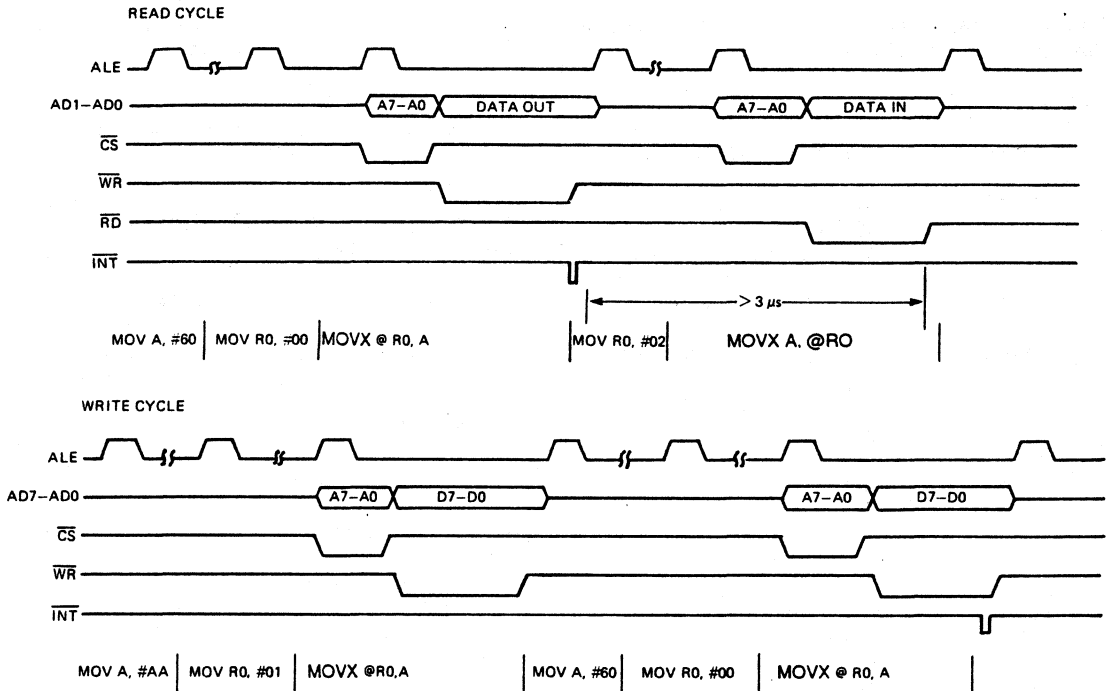 READ CYCLE
ALE
AD1–AD0 A7–A0 DATA OUT A7–A0 DATA IN
CS
WR
RD
INT
> 3 μs
MOV A, #60 MOV R0, #00 MOVX @ R0, A MOV R0, #02 MOVX A, @RO
WRITE CYCLE
ALE
AD7–AD0 A7–A0 D7–D0 A7–A0 D7–D0
CS
WR
INT
MOV A, #AA MOV R0, #01 MOVX @R0,A MOV A, #60 MOV R0, #00 MOVX @ R0, A